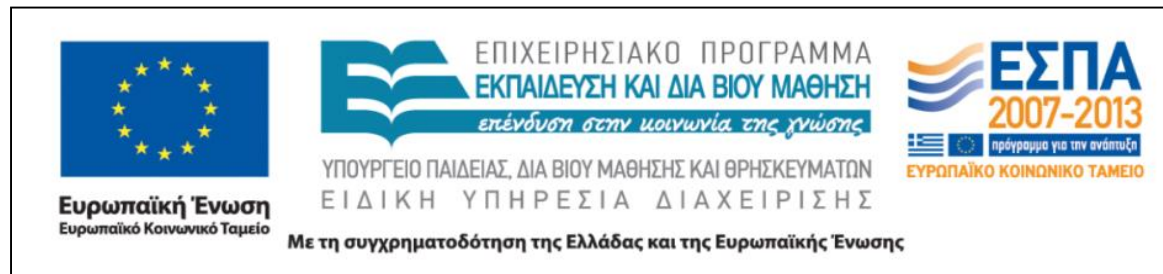 Ευρωπαϊκή Ένωση
Ευρωπαϊκό Κοινωνικό Ταμείο
ΕΠΙΧΕΙΡΗΣΙΑΚΟ ΠΡΟΓΡΑΜΜΑ
ΕΚΠΑΙΔΕΥΣΗ ΚΑΙ ΔΙΑ ΒΙΟΥ ΜΑΘΗΣΗ
επένδυση στην κοινωνία της γνώσης
ΥΠΟΥΡΓΕΙΟ ΠΑΙΔΕΙΑΣ, ΔΙΑ ΒΙΟΥ ΜΑΘΗΣΗΣ ΚΑΙ ΘΡΗΣΚΕΥΜΑΤΩΝ
ΕΙΔΙΚΗ ΥΠΗΡΕΣΙΑ ΔΙΑΧΕΙΡΙΣΗΣ
Με τη συγχρηματοδότηση της Ελλάδας και της Ευρωπαϊκής Ένωσης
ΕΣΠΑ
2007-2013
πρόγραμμα για την ανάπτυξη
ΕΥΡΩΠΑΪΚΟ ΚΟΙΝΩΝΙΚΟ ΤΑΜΕΙΟ